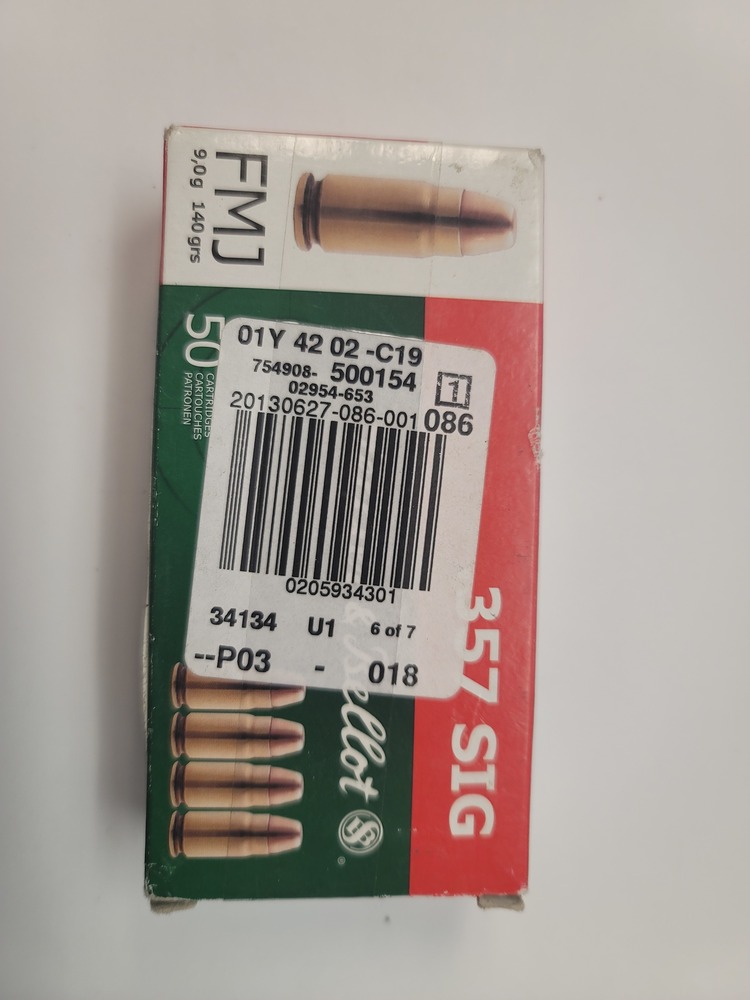 FMJ
9,0g 140 grs
50
CARTRIDGES
CARTOUCHES
PATRONEN
01Y 42 02 -C19
754908- 500154
1
02954-653
20130627-086-001 086
0205934301
34134 U1 6 of 7
--P03 - 018
& Bellot
357 SIG